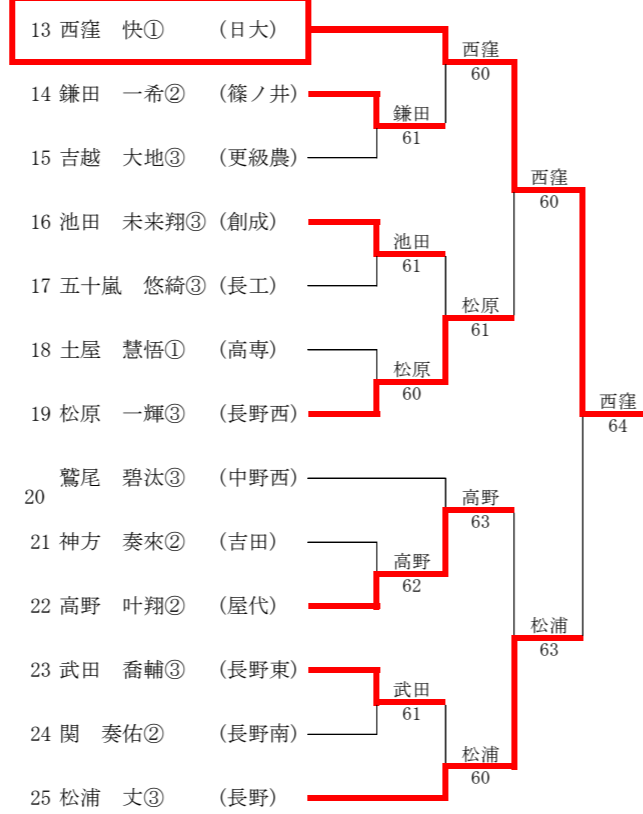 13 西窪　快① (日大)
西窪
60
14 鎌田　一希② (篠ノ井)
鎌田
61
15 吉越　大地③ (更級農)
西窪
60
16 池田　未来翔③ (創成)
池田
61
17 五十嵐　悠綺③ (長工)
松原
61
18 土屋　慧悟① (高専)
松原
60
19 松原　一輝③ (長野西)
西窪
64
20 鷲尾　碧汰③ (中野西)
高野
63
21 神方　奏來② (吉田)
高野
62
22 高野　叶翔② (屋代)
松浦
63
23 武田　喬輔③ (長野東)
武田
61
24 関　奏佑② (長野南)
松浦
60
25 松浦　丈③ (長野)